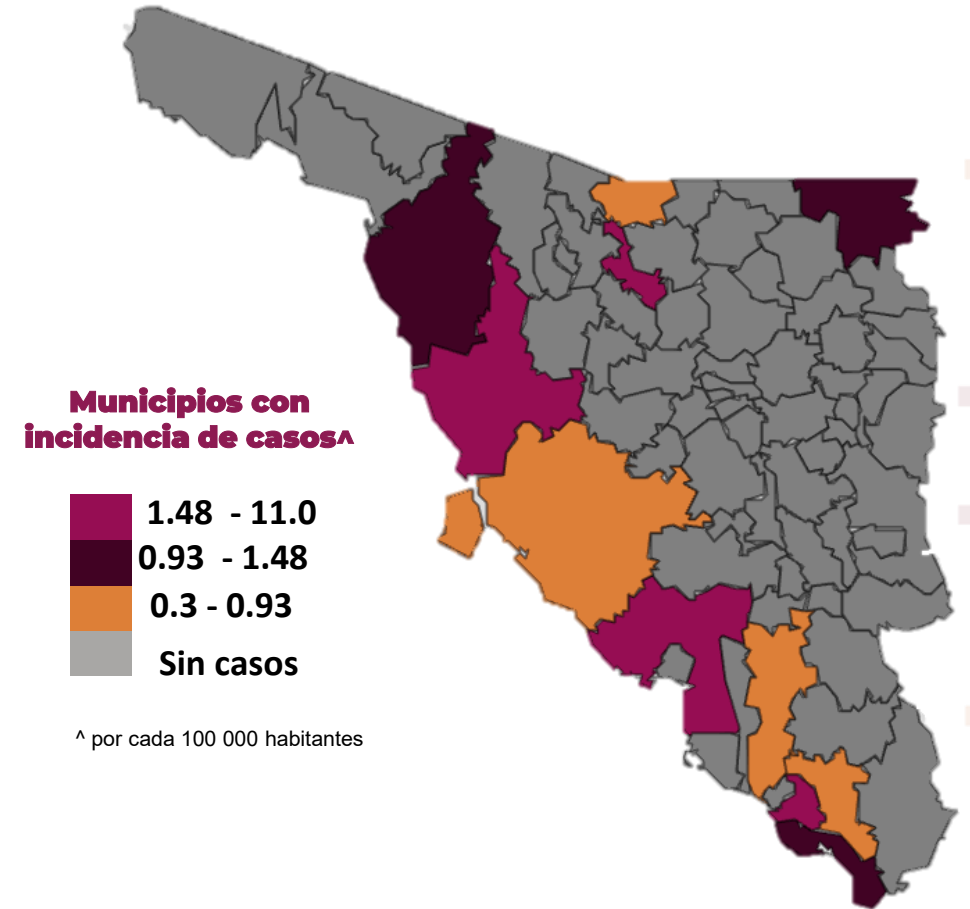 Municipios con
incidencia de casos^
1.48 - 11.0
0.93 - 1.48
0.3 - 0.93
Sin casos
^ por cada 100 000 habitantes